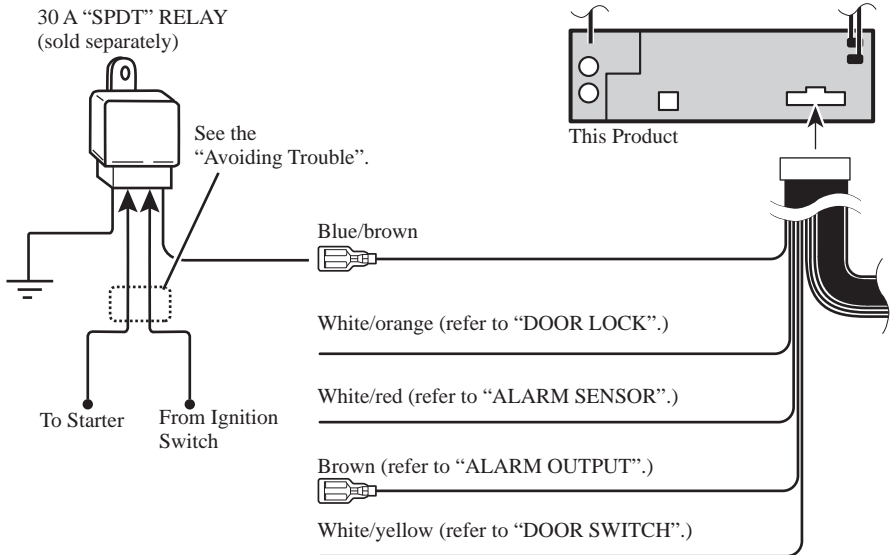 30 A “SPDT” RELAY
(sold separately)
See the
“Avoiding Trouble”.
This Product
Blue/brown
White/orange (refer to “DOOR LOCK”.)
White/red (refer to “ALARM SENSOR”.)
To Starter
From Ignition
Switch
Brown (refer to “ALARM OUTPUT”.)
White/yellow (refer to “DOOR SWITCH”.)